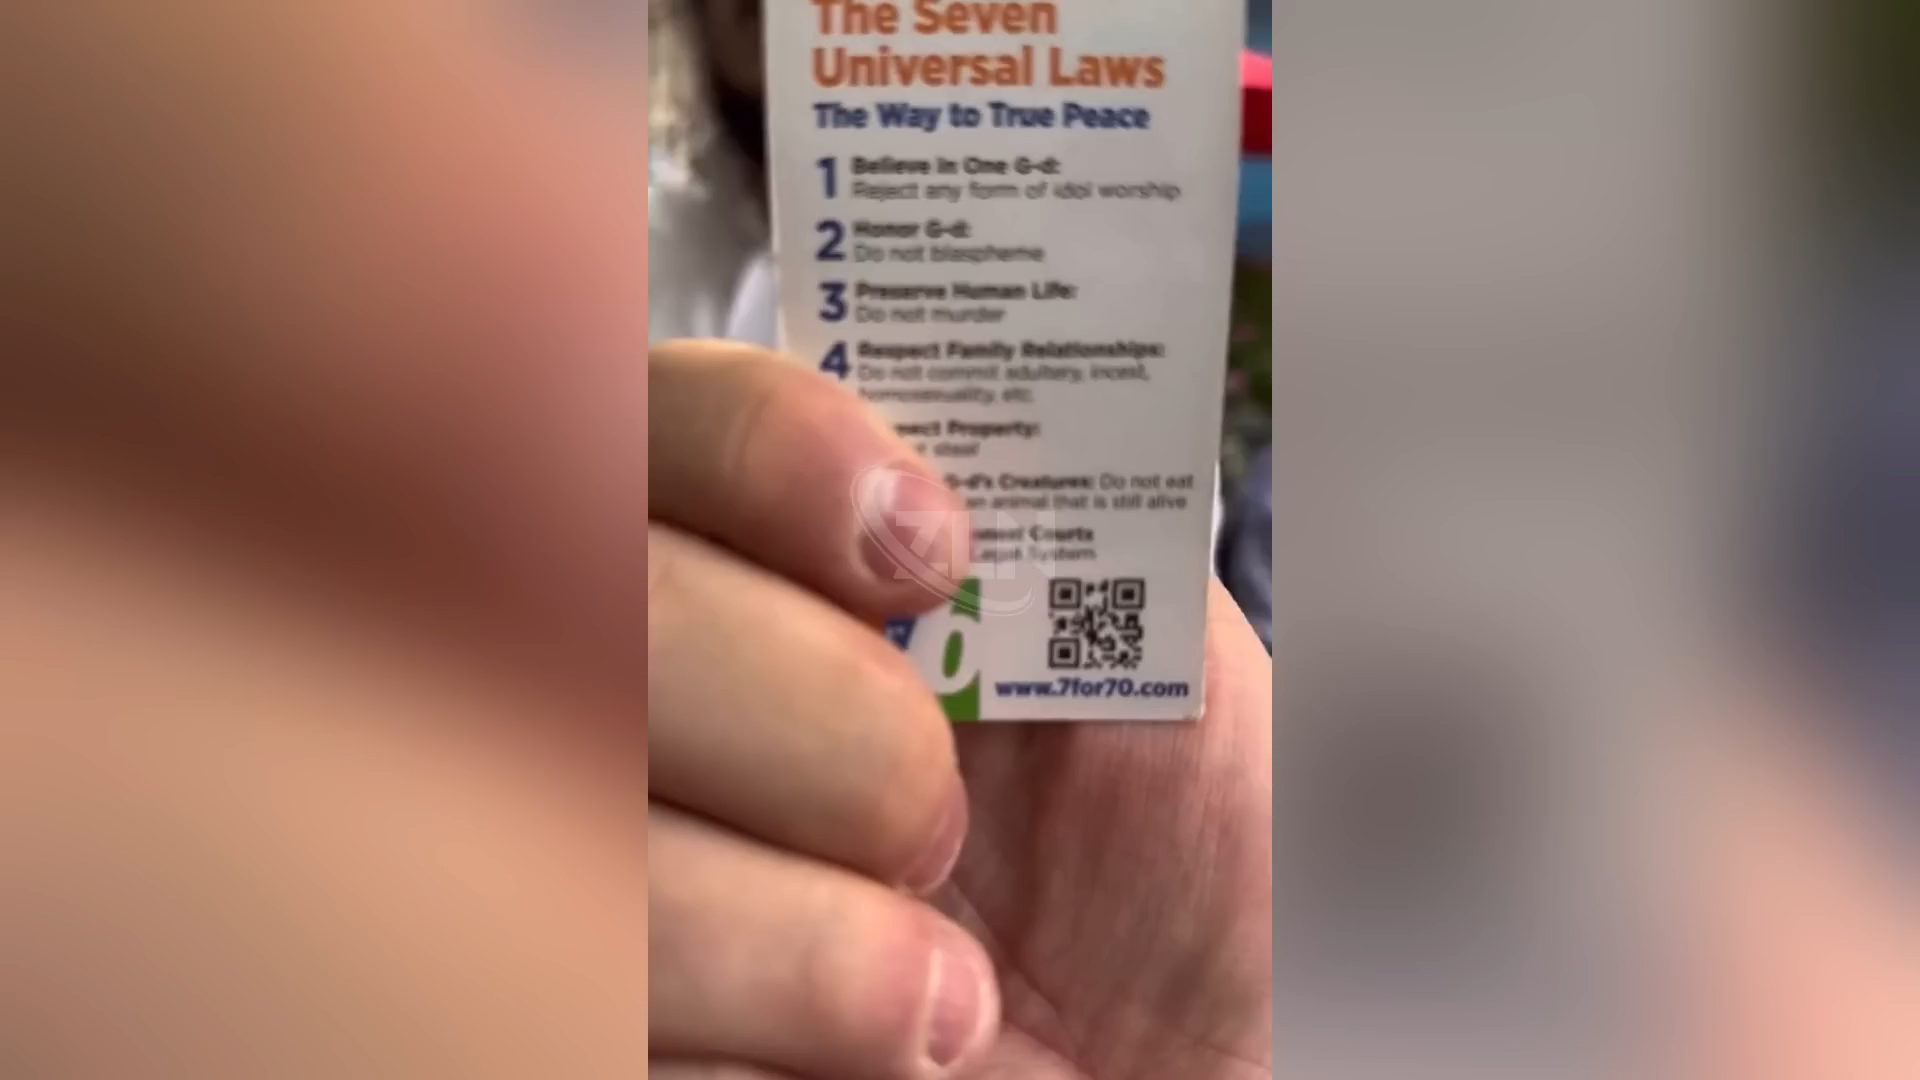 The Seven
Universal Laws
The Way to True Peace
1 Believe in One G-d:
Reject any form of idol worship
2 Honor G-d:
Do not blaspheme
3 Preserve Human Life:
Do not murder
4 Respect Family Relationships:
Do not commit adultery, incest,
homosexuality, etc.
Property:
steal
G-d's Creatures: Do not eat
an animal that is still alive
Courts
Legal System
ZLN
www.7for70.com